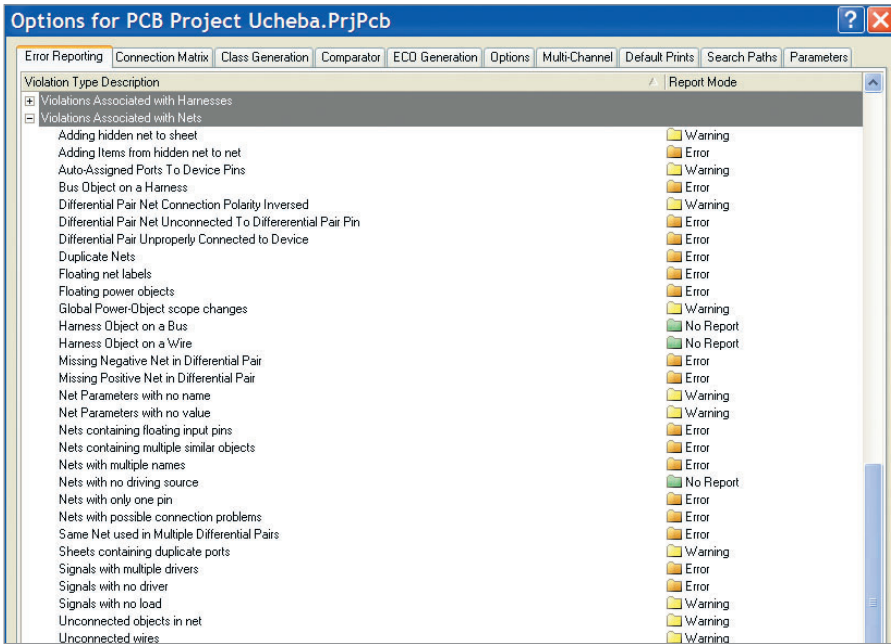 Options for PCB Project Ucheba.PrjPcb
Error Reporting Connection Matrix Class Generation Comparator ECO Generation Options Multi-Channel Default Prints Search Paths Parameters
Violation Type Description Report Mode
Violations Associated with Harnesses
Violations Associated with Nets
Adding hidden net to sheet Warning
Adding Items from hidden net to net Error
Auto-Assigned Ports To Device Pins Warning
Bus Object on a Harness Error
Differential Pair Net Connection Polarity Inversed Warning
Differential Pair Net Unconnected To Differerential Pair Pin Error
Differential Pair Unproperly Connected to Device Error
Duplicate Nets Error
Floating net labels Error
Floating power objects Error
Global Power-Object scope changes Warning
Harness Object on a Bus No Report
Harness Object on a Wire No Report
Missing Negative Net in Differential Pair Error
Missing Positive Net in Differential Pair Error
Net Parameters with no name Warning
Net Parameters with no value Warning
Nets containing floating input pins Error
Nets containing multiple similar objects Error
Nets with multiple names Error
Nets with no driving source No Report
Nets with only one pin Error
Nets with possible connection problems Error
Same Net used in Multiple Differential Pairs Error
Sheets containing duplicate ports Warning
Signals with multiple drivers Error
Signals with no driver Error
Signals with no load Warning
Unconnected objects in net Warning
Unconnected wires Warning